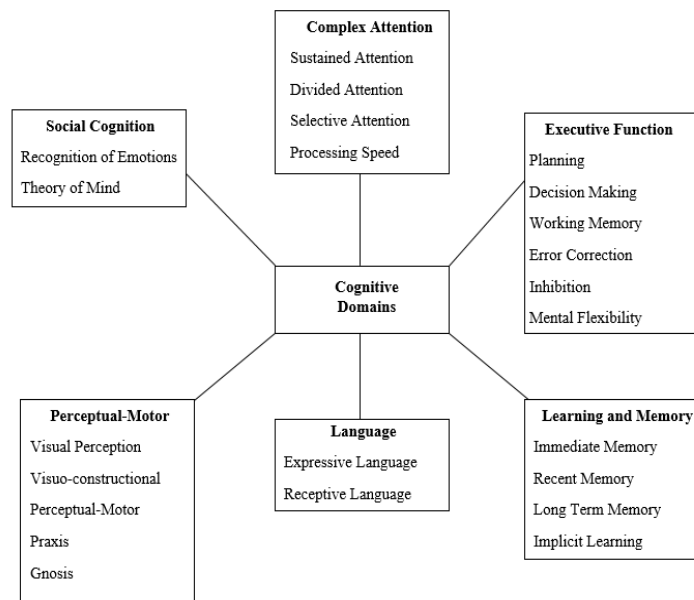 Complex Attention
Sustained Attention
Divided Attention
Selective Attention
Processing Speed
Social Cognition
Recognition of Emotions
Theory of Mind
Executive Function
Planning
Decision Making
Working Memory
Error Correction
Inhibition
Mental Flexibility
Cognitive
Domains
Perceptual-Motor
Visual Perception
Visuo-constructional
Perceptual-Motor
Praxis
Gnosis
Language
Expressive Language
Receptive Language
Learning and Memory
Immediate Memory
Recent Memory
Long Term Memory
Implicit Learning